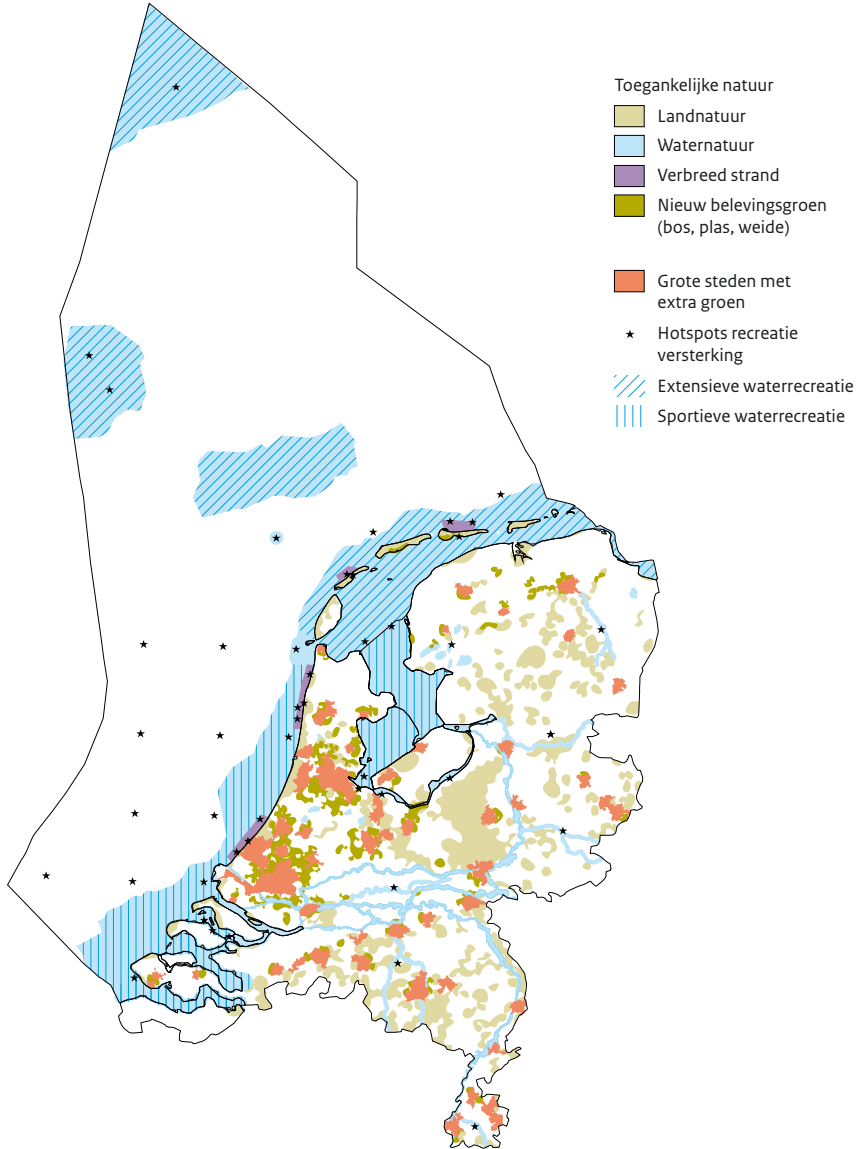 Toegankelijke natuur
Landnatuur
Waternatuur
Verbreed strand
Nieuw belevingsgroen
(bos, plas, weide)
Grote steden met
extra groen
Hotspots recreatie
versterking
Extensieve waterrecreatie
Sportieve waterrecreatie